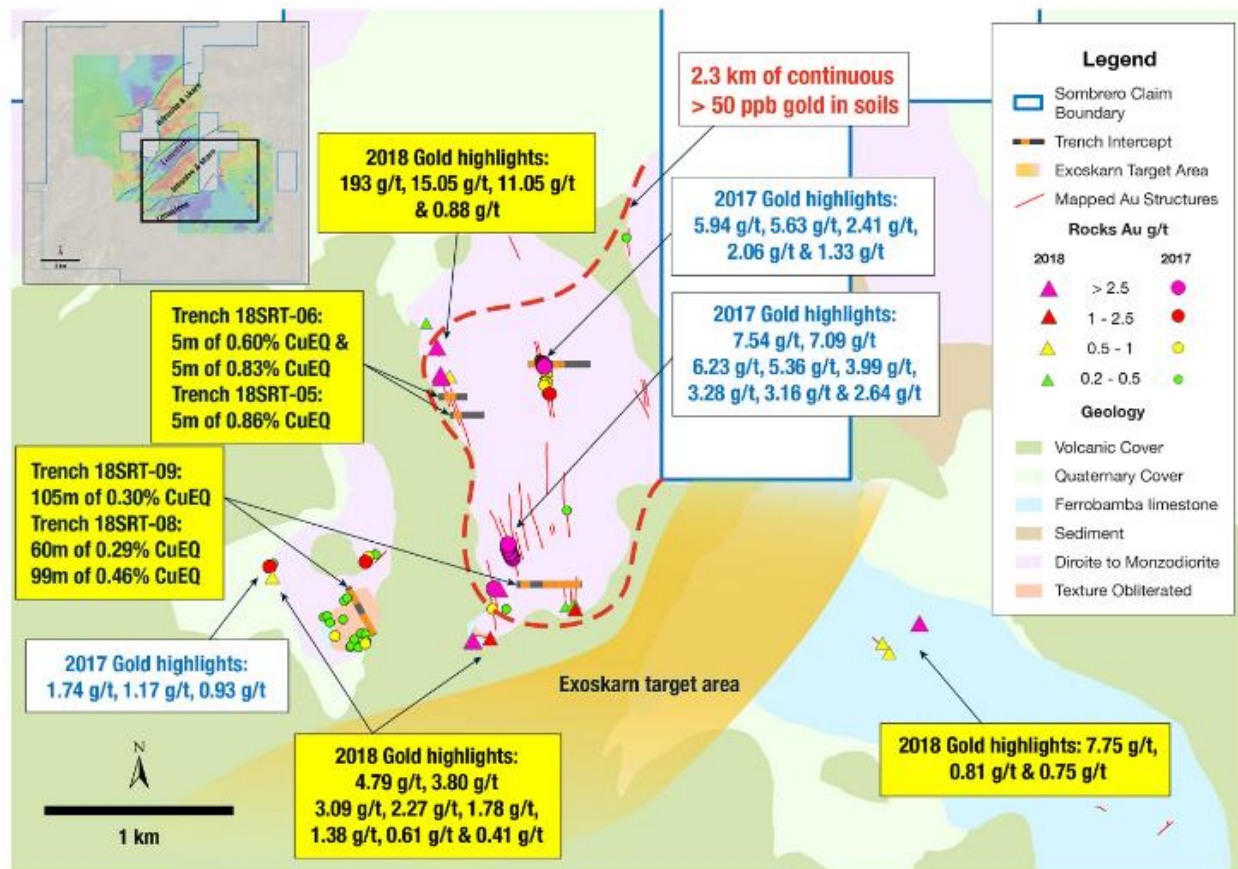 Intrusive & skarn
Limestone
Intrusive & skarn
Limestone
N
2.3 km of continuous
> 50 ppb gold in soils
2018 Gold highlights:
193 g/t, 15.05 g/t, 11.05 g/t
& 0.88 g/t
2017 Gold highlights:
5.94 g/t, 5.63 g/t, 2.41 g/t,
2.06 g/t & 1.33 g/t
Trench 18SRT-06:
5m of 0.60% CuEQ &
5m of 0.83% CuEQ
Trench 18SRT-05:
5m of 0.86% CuEQ
2017 Gold highlights:
7.54 g/t, 7.09 g/t
6.23 g/t, 5.36 g/t, 3.99 g/t,
3.28 g/t, 3.16 g/t & 2.64 g/t
Trench 18SRT-09:
105m of 0.30% CuEQ
Trench 18SRT-08:
60m of 0.29% CuEQ
99m of 0.46% CuEQ
2017 Gold highlights:
1.74 g/t, 1.17 g/t, 0.93 g/t
Exoskarn target area
2018 Gold highlights:
4.79 g/t, 3.80 g/t
3.09 g/t, 2.27 g/t, 1.78 g/t,
1.38 g/t, 0.61 g/t & 0.41 g/t
2018 Gold highlights: 7.75 g/t,
0.81 g/t & 0.75 g/t
N
1 km
Legend
Sombrero Claim
Boundary
Trench Intercept
Exoskarn Target Area
Mapped Au Structures
Rocks Au g/t
2018 2017
> 2.5
1 - 2.5
0.5 - 1
0.2 - 0.5
Geology
Volcanic Cover
Quaternary Cover
Ferrobamba limestone
Sediment
Diroite to Monzodiorite
Texture Obliterated